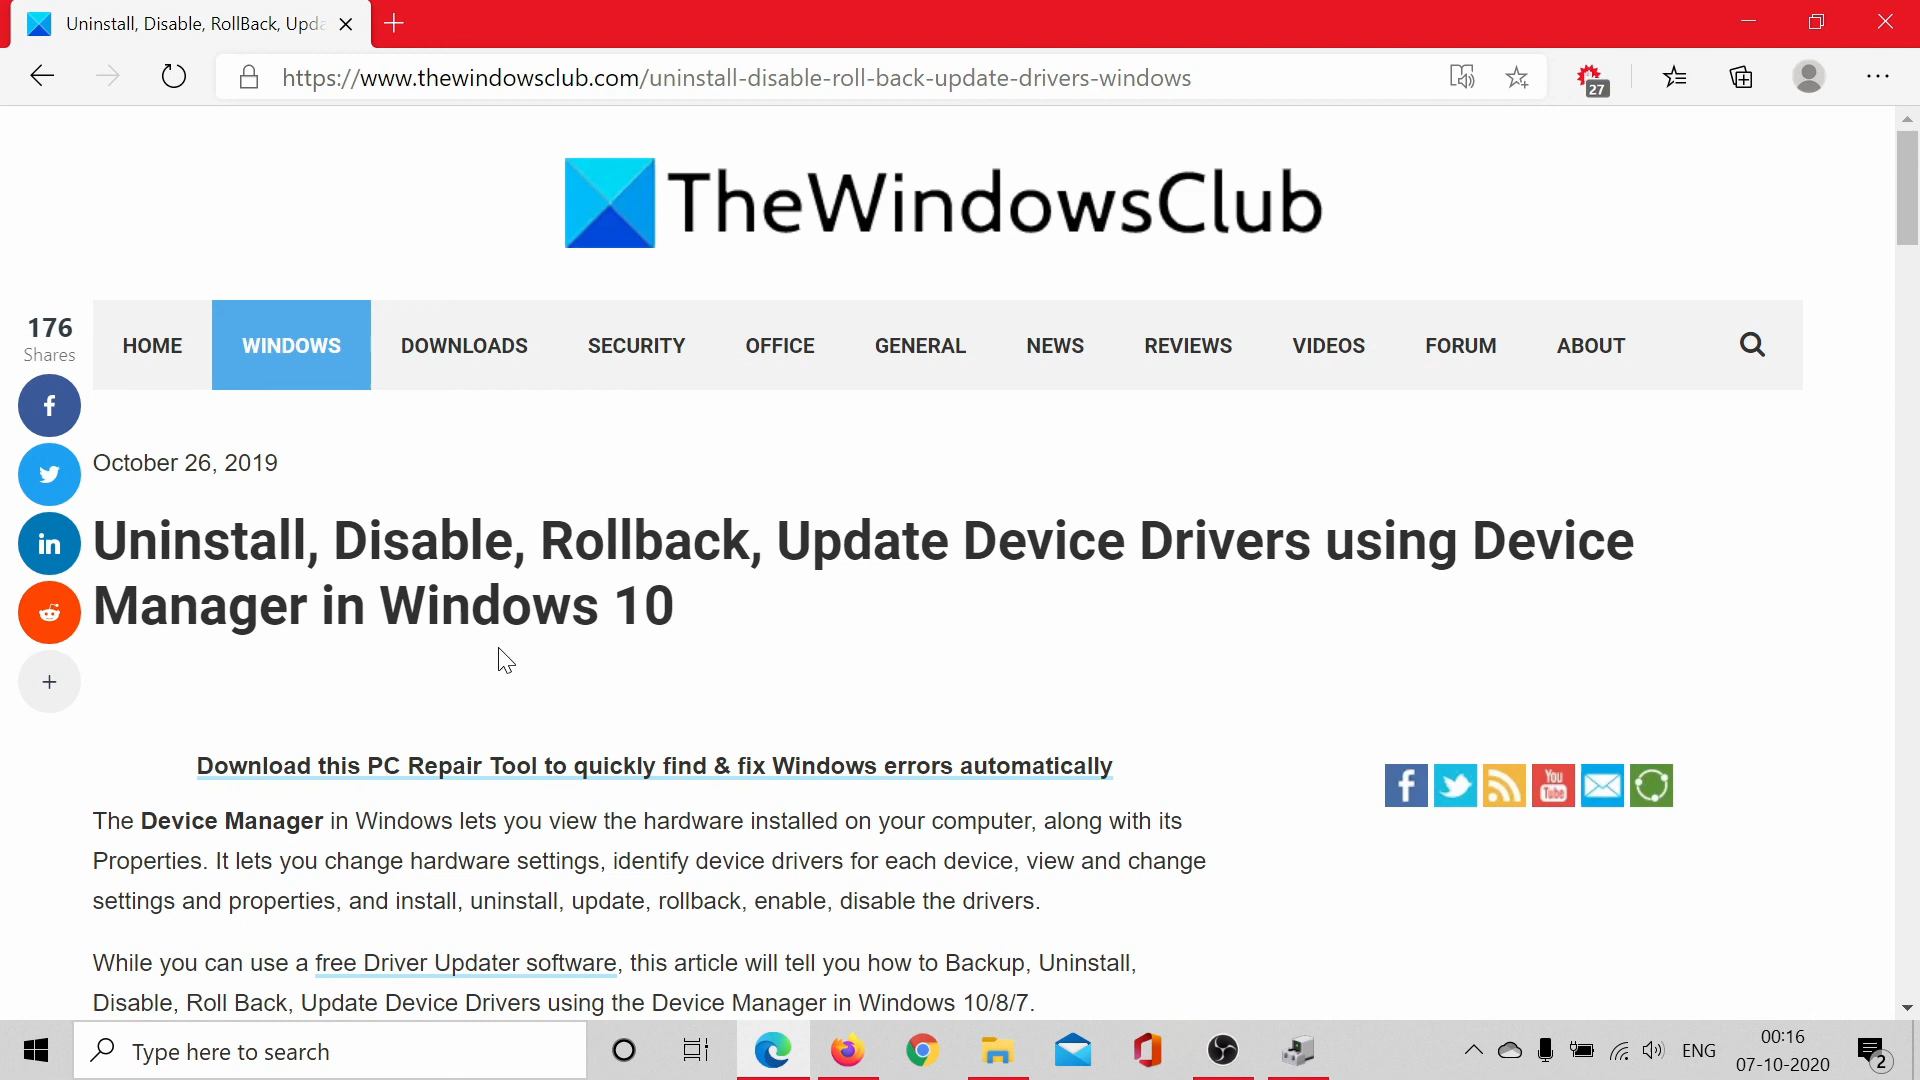 Uninstall, Disable, RollBack, Upda
https://www.thewindowsclub.com/uninstall-disable-roll-back-update-drivers-windows
27
TheWindowsClub
176
Shares
HOME WINDOWS DOWNLOADS SECURITY OFFICE GENERAL NEWS REVIEWS VIDEOS FORUM ABOUT
October 26, 2019
Uninstall, Disable, Rollback, Update Device Drivers using Device
Manager in Windows 10
Download this PC Repair Tool to quickly find & fix Windows errors automatically
You
Tube
The Device Manager in Windows lets you view the hardware installed on your computer, along with its
Properties. It lets you change hardware settings, identify device drivers for each device, view and change
settings and properties, and install, uninstall, update, rollback, enable, disable the drivers.
While you can use a free Driver Updater software, this article will tell you how to Backup, Uninstall,
Disable, Roll Back, Update Device Drivers using the Device Manager in Windows 10/8/7.
Type here to search
ENG
00:16
07-10-2020
2